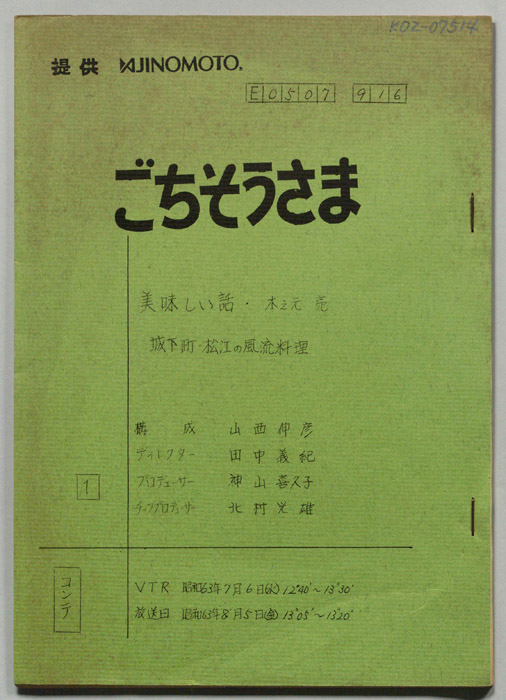 KOZ-07514
提供 AJINOMOTO.
E0507 916
ごちそうさま
美味しい話・木之元 亮
城下町・松江の風流料理
構成 山西伸彦
ディレクター 田中義紀
プロデューサー 神山喜久子
チーフプロデューサー 北村光雄
1
コンテ
VTR 昭和63年7月6日(水) 12°40'〜13°30'
放送日 昭和63年8月5日(金) 13°05'〜13°20'